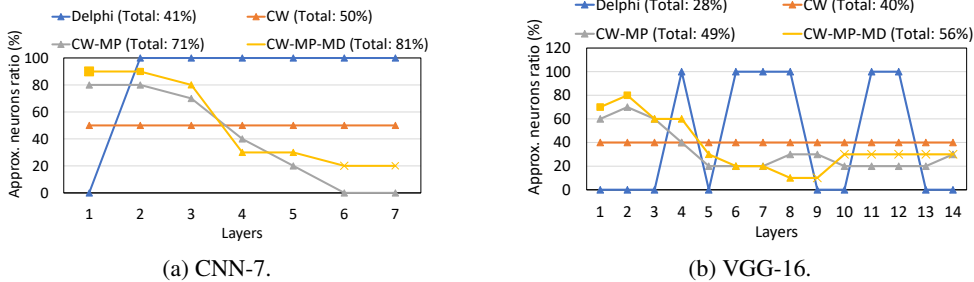 Delphi (Total: 41%) CW (Total: 50%)
CW-MP (Total: 71%) CW-MP-MD (Total: 81%)
Approx. neurons ratio (%)
100
80
60
40
20
0
1 2 3 4 5 6 7
Layers
(a) CNN-7.
Delphi (Total: 28%) CW (Total: 40%)
CW-MP (Total: 49%) CW-MP-MD (Total: 56%)
Approx. neurons ratio (%)
120
100
80
60
40
20
0
1 2 3 4 5 6 7 8 9 10 11 12 13 14
Layers
(b) VGG-16.